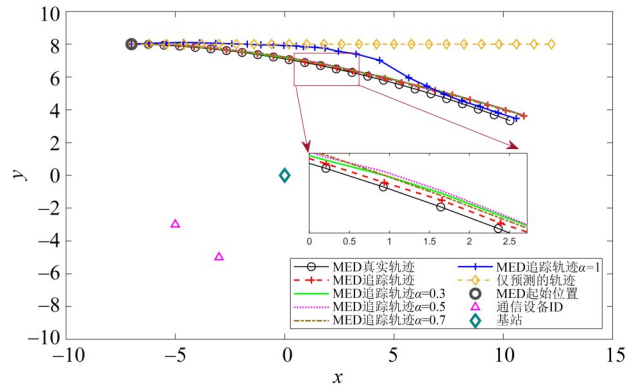 10
8
6
4
2
0
−2
−4
−6
−8
−10
y
0 0.5 1 1.5 2 2.5
MED真实轨迹
MED追踪轨迹
MED追踪轨迹α=0.3
MED追踪轨迹α=0.5
MED追踪轨迹α=0.7
MED追踪轨迹α=1
仅预测的轨迹
MED起始位置
通信设备ID
基站
−10 −5 0 5 10 15
x